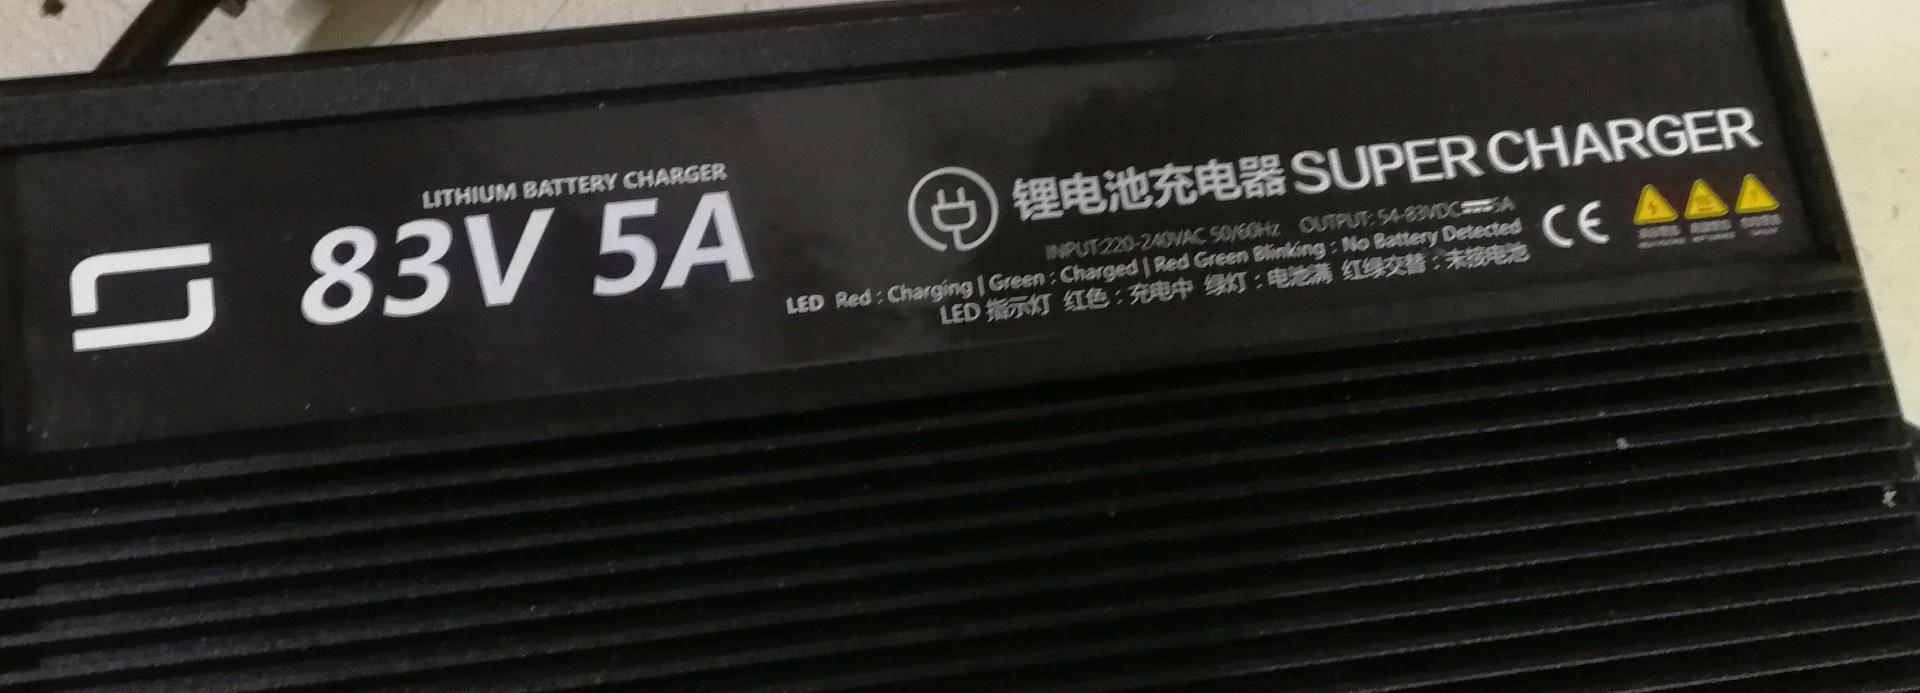 LITHIUM BATTERY CHARGER
83V 5A
锂电池充电器 SUPER CHARGER
INPUT:220-240VAC 50/60Hz OUTPUT: 54-83VDC⎓5A
LED Red : Charging | Green : Charged | Red Green Blinking : No Battery Detected
LED 指示灯 红色 : 充电中 绿灯 : 电池满 红绿交替 : 未接电池
CE